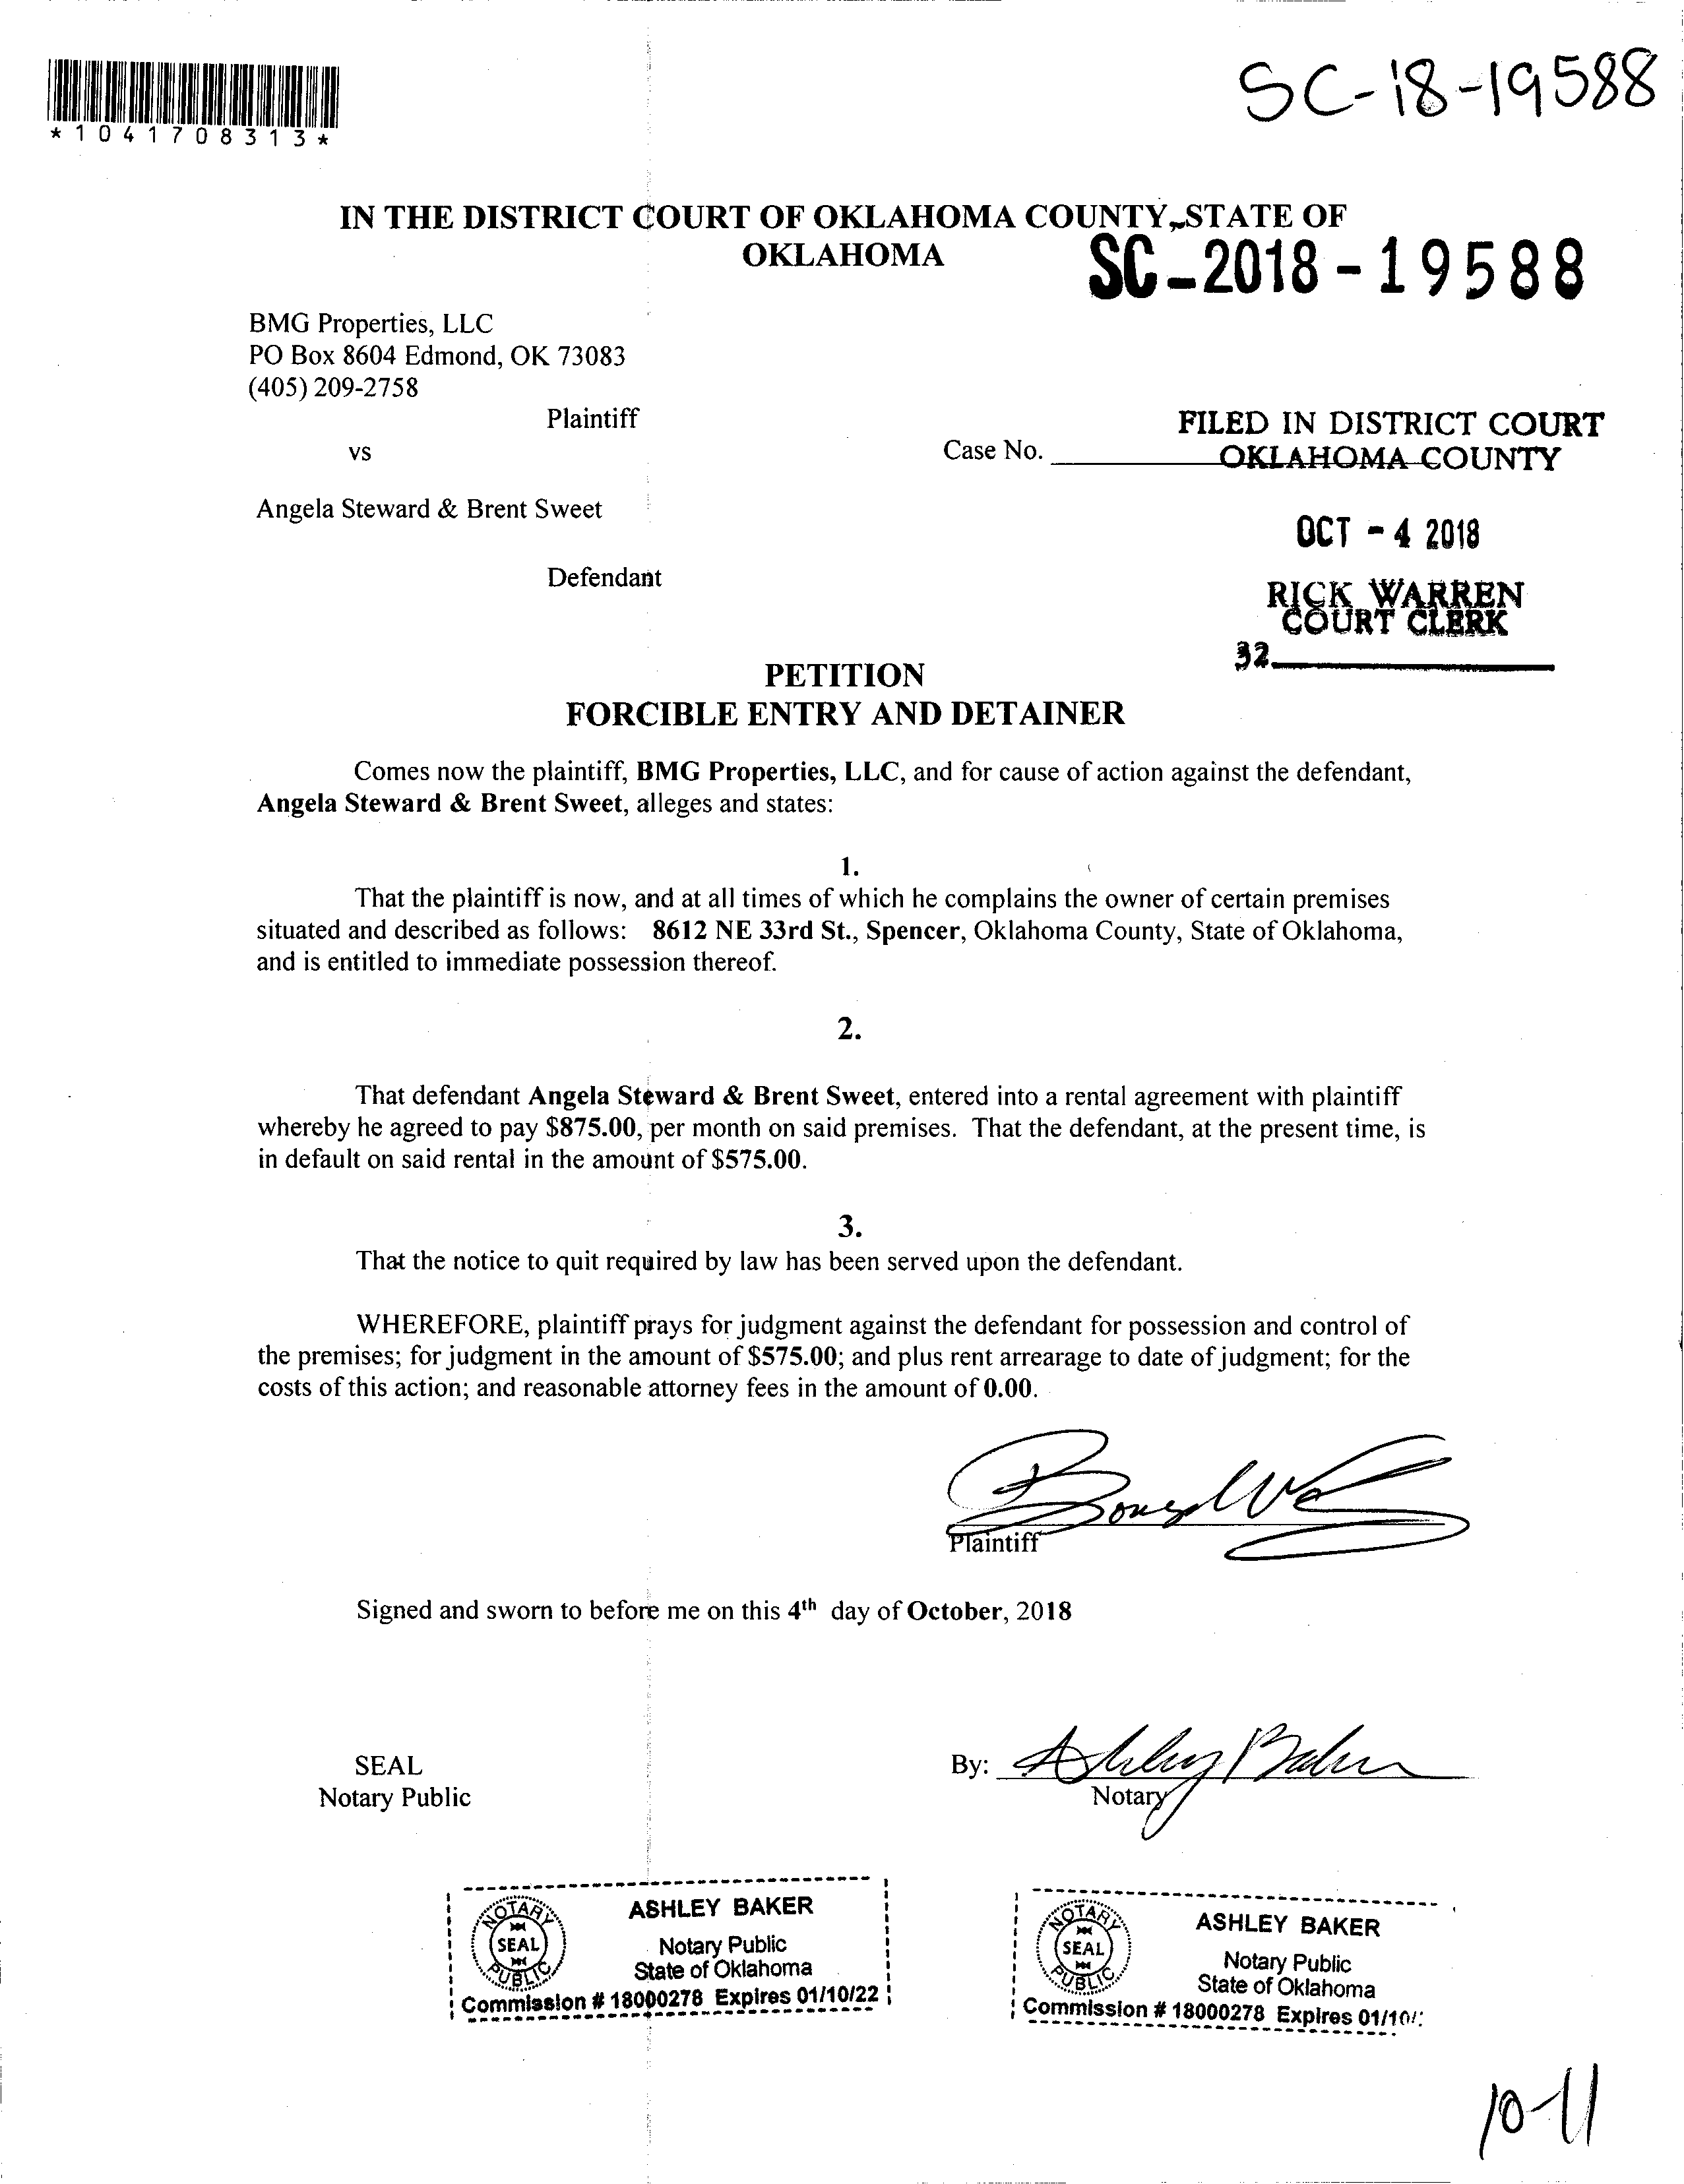 SC-18-19588
*1041708313*
IN THE DISTRICT COURT OF OKLAHOMA COUNTY, STATE OF
OKLAHOMA
SC-2018-19588
BMG Properties, LLC
PO Box 8604 Edmond, OK 73083
(405) 209-2758
Plaintiff
vs
Case No.
FILED IN DISTRICT COURT
OKLAHOMA COUNTY
Angela Steward & Brent Sweet
OCT - 4 2018
Defendant
RICK WARREN
COURT CLERK
32
PETITION
FORCIBLE ENTRY AND DETAINER
Comes now the plaintiff, BMG Properties, LLC, and for cause of action against the defendant,
Angela Steward & Brent Sweet, alleges and states:
1.
That the plaintiff is now, and at all times of which he complains the owner of certain premises
situated and described as follows: 8612 NE 33rd St., Spencer, Oklahoma County, State of Oklahoma,
and is entitled to immediate possession thereof.
2.
That defendant Angela Steward & Brent Sweet, entered into a rental agreement with plaintiff
whereby he agreed to pay $875.00, per month on said premises. That the defendant, at the present time, is
in default on said rental in the amount of $575.00.
3.
That the notice to quit required by law has been served upon the defendant.
WHEREFORE, plaintiff prays for judgment against the defendant for possession and control of
the premises; for judgment in the amount of $575.00; and plus rent arrearage to date of judgment; for the
costs of this action; and reasonable attorney fees in the amount of 0.00.
Plaintiff
Signed and sworn to before me on this 4th day of October, 2018
SEAL
Notary Public
By: Ashley Baker
Notary
NOTARY SEAL PUBLIC
ASHLEY BAKER
Notary Public
State of Oklahoma
Commission # 18000278 Expires 01/10/22
NOTARY SEAL PUBLIC
ASHLEY BAKER
Notary Public
State of Oklahoma
Commission # 18000278 Expires 01/10/
10-11